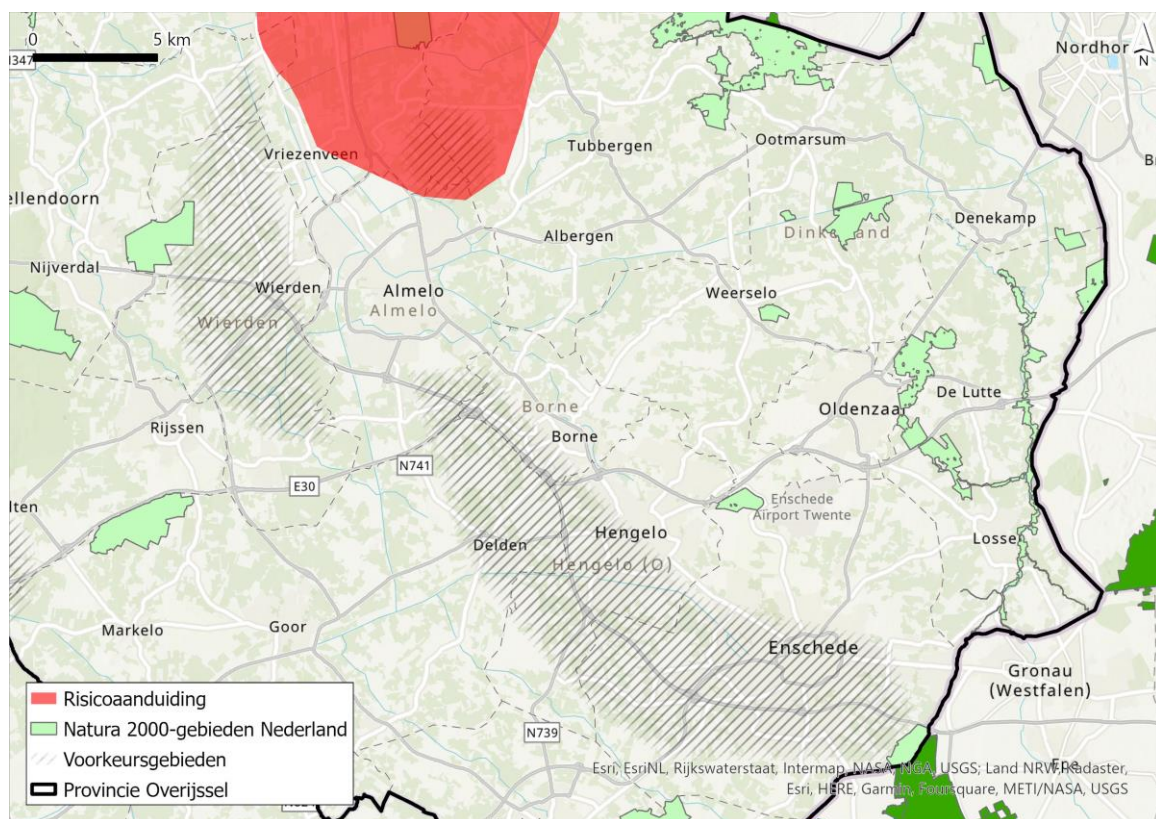 0 5 km
N347
Nordhor
N
Vriezenveen
Tubbergen
Ootmarsum
ellendoorn
Denekamp
Albergen
Dinkelland
Nijverdal
Wierden
Almelo
Almelo
Weerselo
Wierden
De Lutte
Borne
Oldenzaal
Rijssen
Borne
N741
E30
Enschede
Airport Twente
lten
Hengelo
Delden
Losse
Hengelo (O)
Markelo
Goor
Enschede
Gronau
(Westfalen)
N739
Risicoaanduiding
Natura 2000-gebieden Nederland
Voorkeursgebieden
Provincie Overijssel
Esri, EsriNL, Rijkswaterstaat, Intermap, NASA, NGA, USGS; Land NRW, Kadaster,
Esri, HERE, Garmin, Foursquare, METI/NASA, USGS